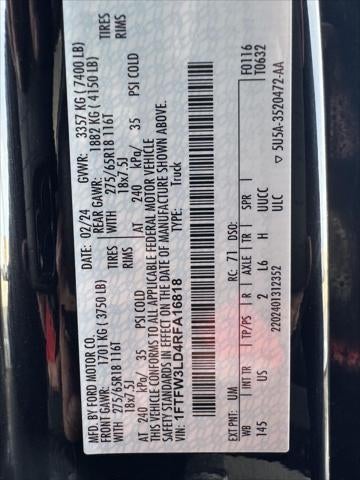 MFD. BY FORD MOTOR CO.
DATE: 02/24 GVWR: 3357 KG ( 7400 LB)
FRONT GAWR: 1701 KG ( 3750 LB) REAR GAWR: 1882 KG ( 4150 LB)
WITH 275/65R18 116T TIRES WITH 275/65R18 116T TIRES
18x7.5J RIMS 18x7.5J RIMS
AT 240 kPa/ 35 PSI COLD AT 240 kPa/ 35 PSI COLD
THIS VEHICLE CONFORMS TO ALL APPLICABLE FEDERAL MOTOR VEHICLE
SAFETY STANDARDS IN EFFECT ON THE DATE OF MANUFACTURE SHOWN ABOVE.
VIN: 1FTFW3LD4RFA16818
TYPE: Truck
F0116
T0632
EXT PNT: UM RC: 71 DSO:
WB INTR TP/PS R AXLE TR SPR
145 US 2 L6 H UUCC
2202401312352 ULC
▽ 5U5A-3520472-AA